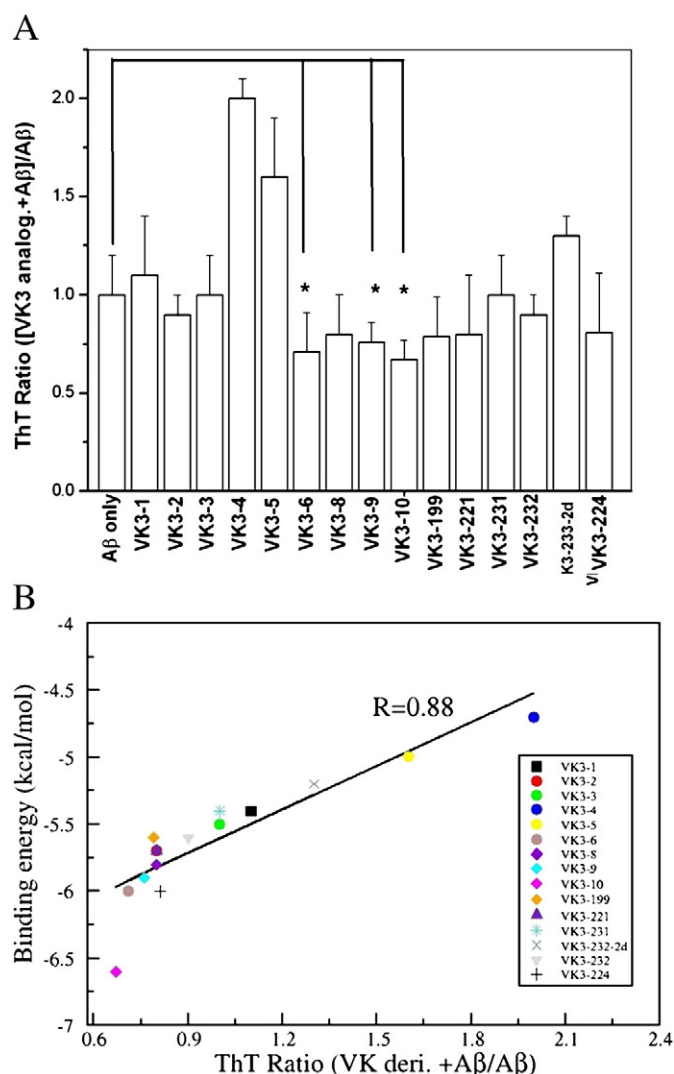 A
ThT Ratio ([VK3 analog.+Aβ]/Aβ)
2.0
1.5
1.0
0.5
0.0
* * *
Aβ only
VK3-1
VK3-2
VK3-3
VK3-4
VK3-5
VK3-6
VK3-8
VK3-9
VK3-10
VK3-199
VK3-221
VK3-231
VK3-232
VK3-233-2d
VK3-224
B
Binding energy (kcal/mol)
-4
-4.5
-5
-5.5
-6
-6.5
-7
R=0.88
VK3-1
VK3-2
VK3-3
VK3-4
VK3-5
VK3-6
VK3-8
VK3-9
VK3-10
VK3-199
VK3-221
VK3-231
VK3-232-2d
VK3-232
VK3-224
0.6 0.9 1.2 1.5 1.8 2.1 2.4
ThT Ratio (VK deri. +Aβ/Aβ)